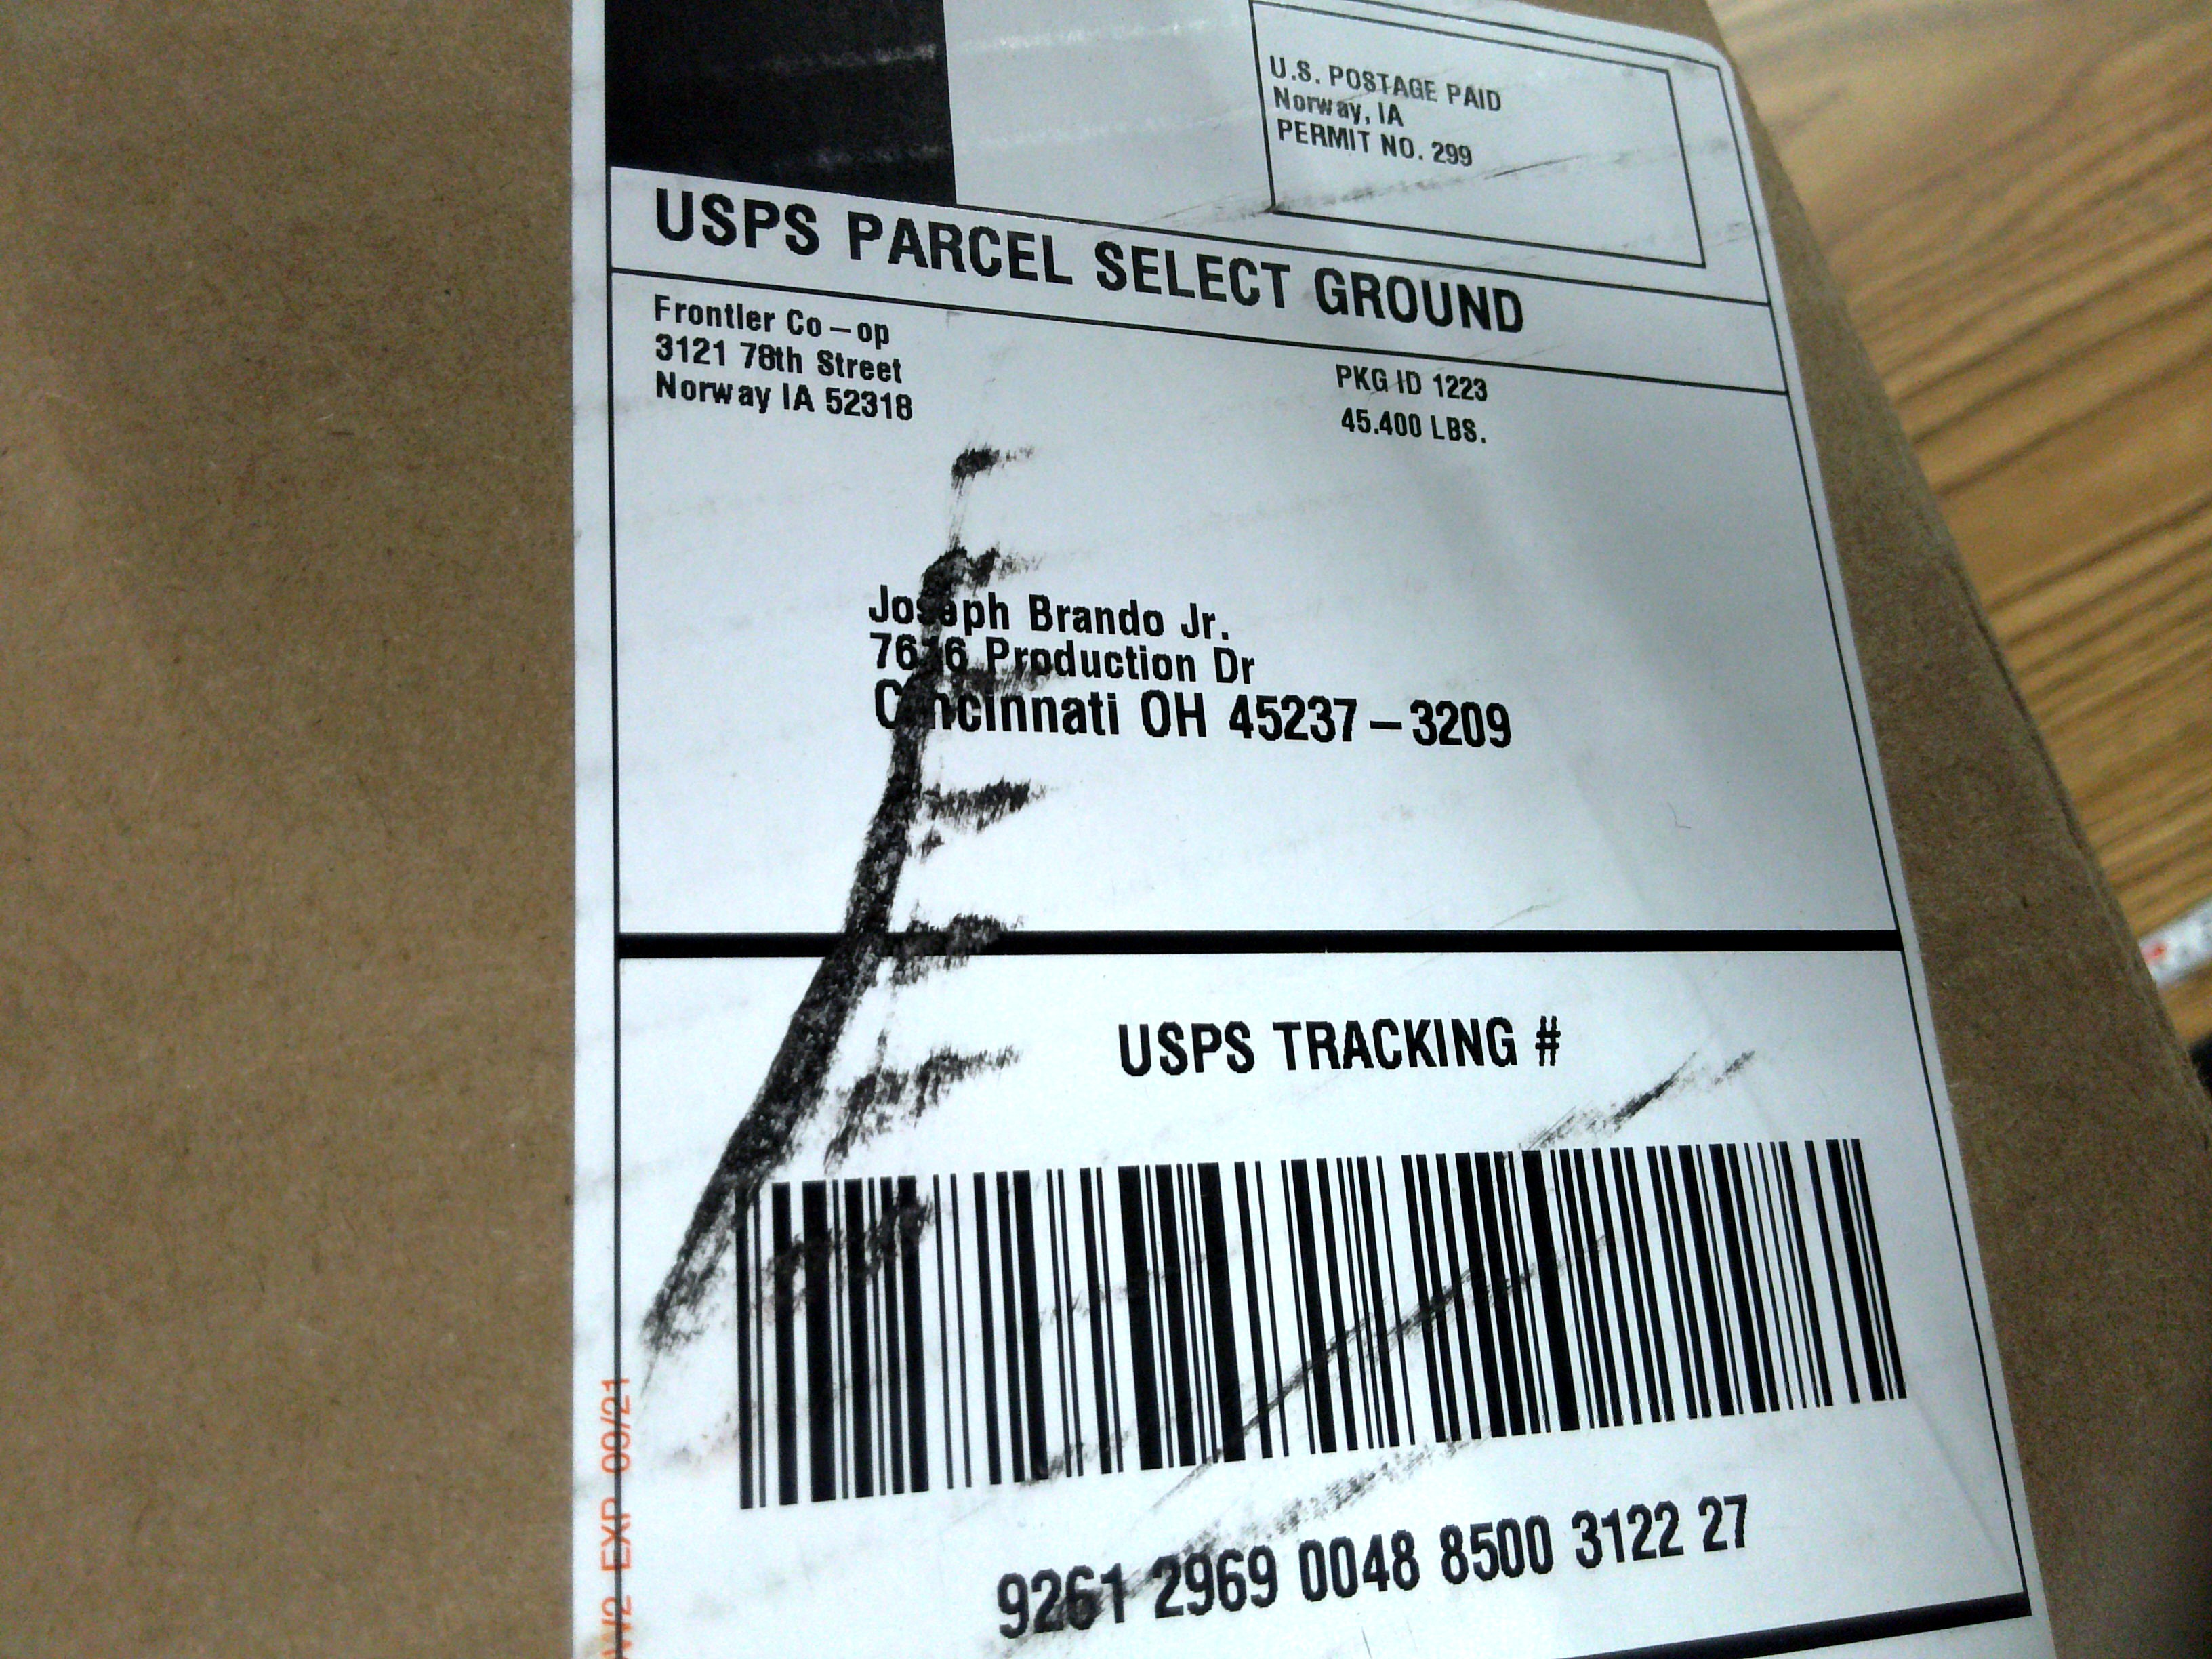 U.S. POSTAGE PAID
Norway, IA
PERMIT NO. 299
USPS PARCEL SELECT GROUND
Frontier Co-op
3121 78th Street
Norway IA 52318
PKG ID 1223
45.400 LBS.
Joseph Brando Jr.
Production Dr
Cincinnati OH 45237-3209
USPS TRACKING #
9261 2969 0048 8500 3122 27
W2 EXP 09/21